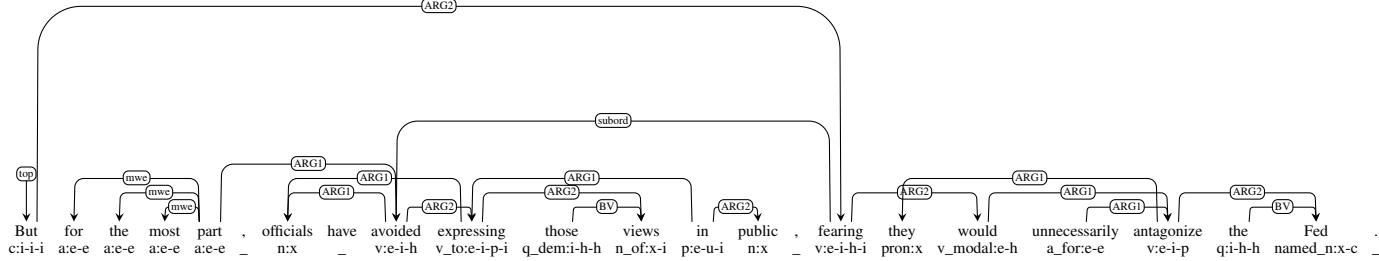 ARG2
subord
top mwe ARG1 ARG1 ARG1 ARG1
mwe ARG1 ARG2 ARG2 ARG1 ARG2
mwe ARG2 BV ARG2 ARG1 BV
But for the most part , officials have avoided expressing those views in public , fearing they would unnecessarily antagonize the Fed .
c:i-i-i a:e-e a:e-e a:e-e a:e-e _ n:x _ v:e-i-h v_to:e-i-p-i q_dem:i-h-h n_of:x-i p:e-u-i n:x _ v:e-i-h-i pron:x v_modal:e-h a_for:e-e v:e-i-p q:i-h-h named_n:x-c _